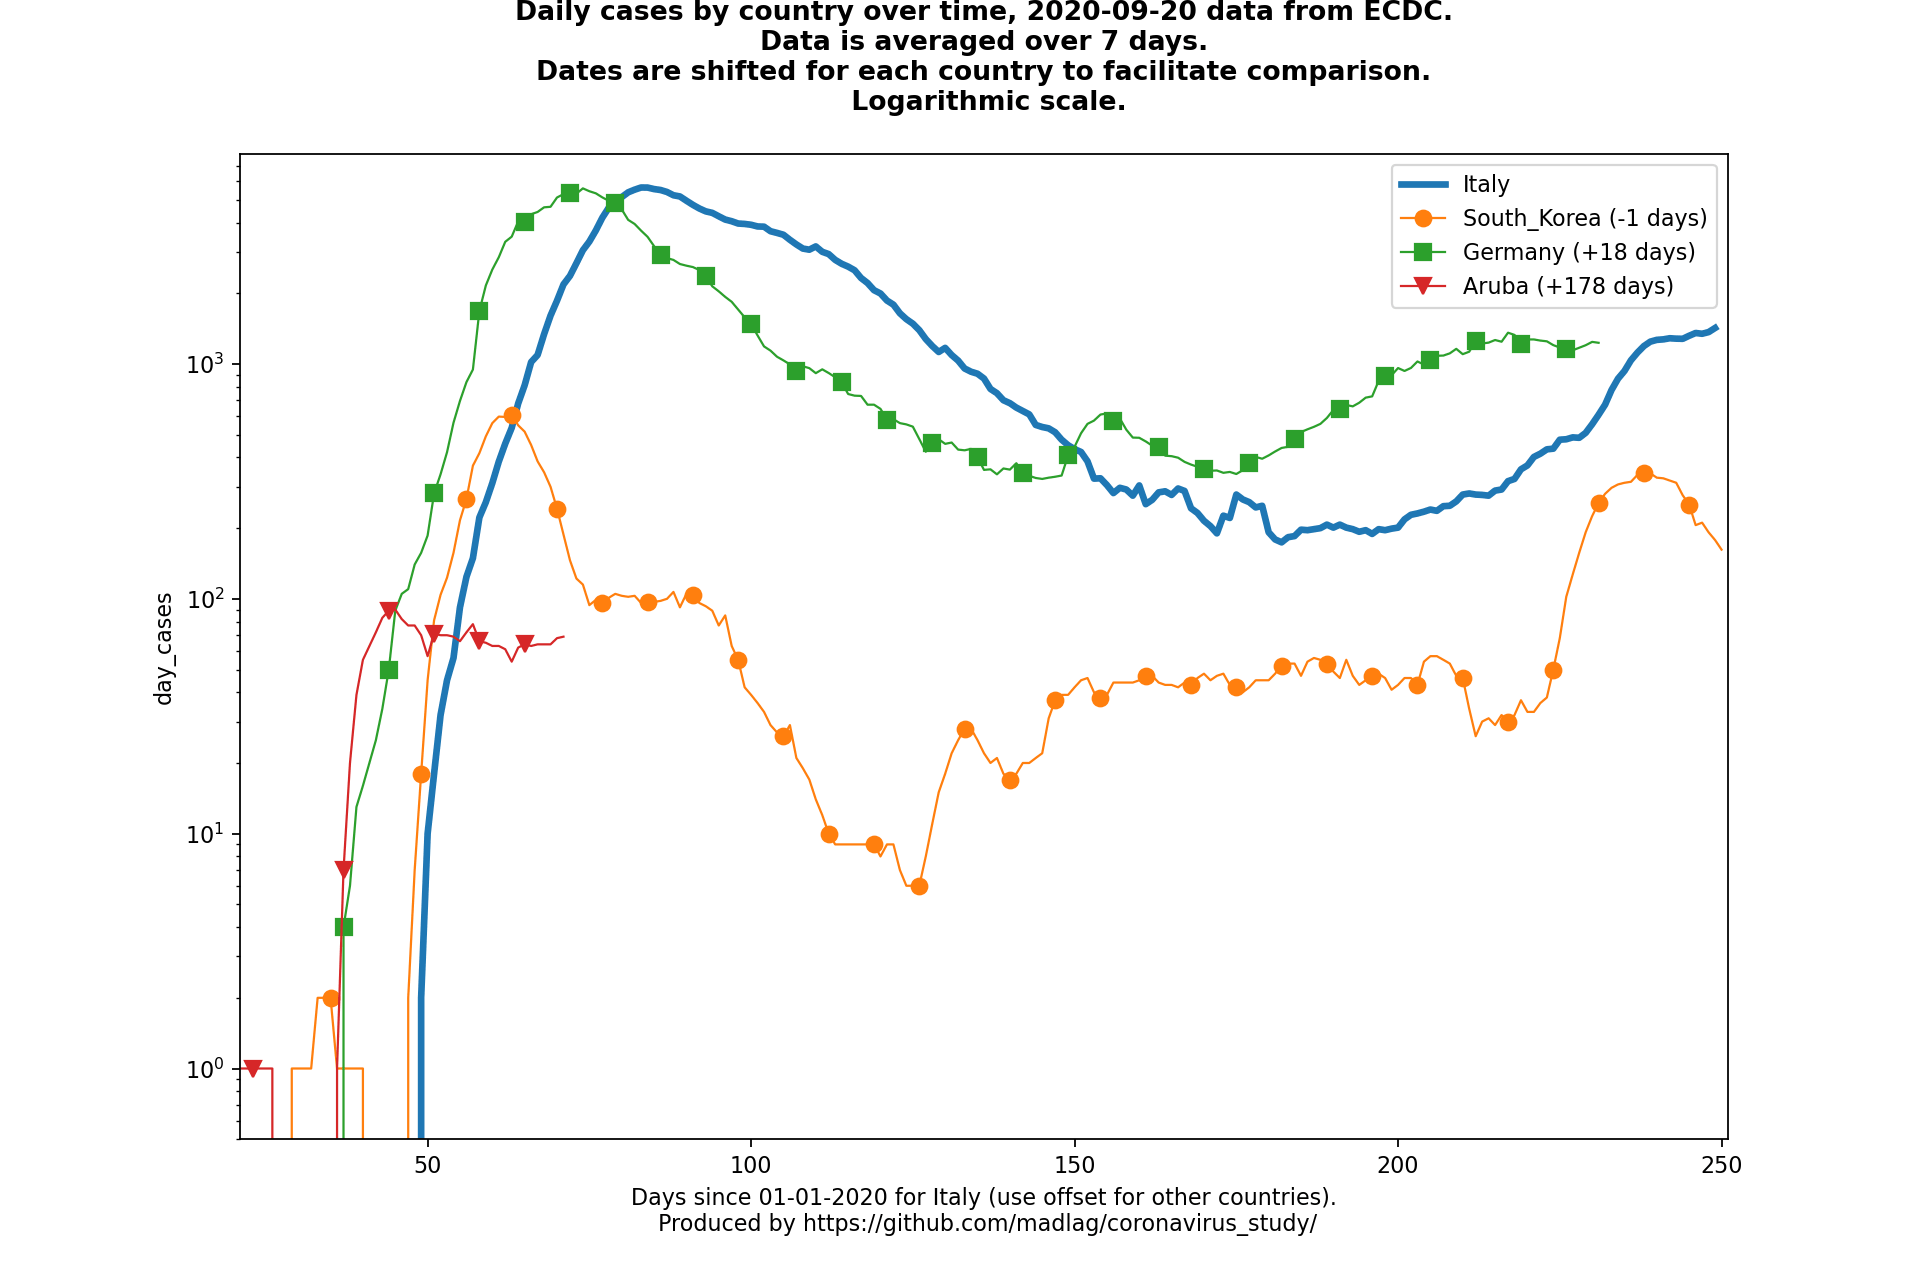 Daily cases by country over time, 2020-09-20 data from ECDC.
Data is averaged over 7 days.
Dates are shifted for each country to facilitate comparison.
Logarithmic scale.
Italy
South_Korea (-1 days)
Germany (+18 days)
Aruba (+178 days)
10³
10²
10¹
10⁰
day_cases
50
100
150
200
250
Days since 01-01-2020 for Italy (use offset for other countries).
Produced by https://github.com/madlag/coronavirus_study/